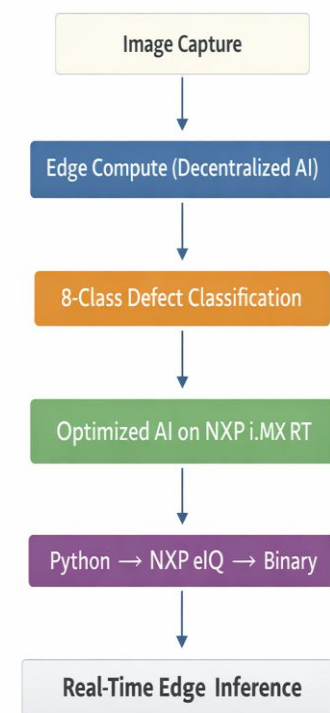 Image Capture
Edge Compute (Decentralized AI)
8-Class Defect Classification
Optimized AI on NXP i.MX RT
Python → NXP eIQ → Binary
Real-Time Edge Inference